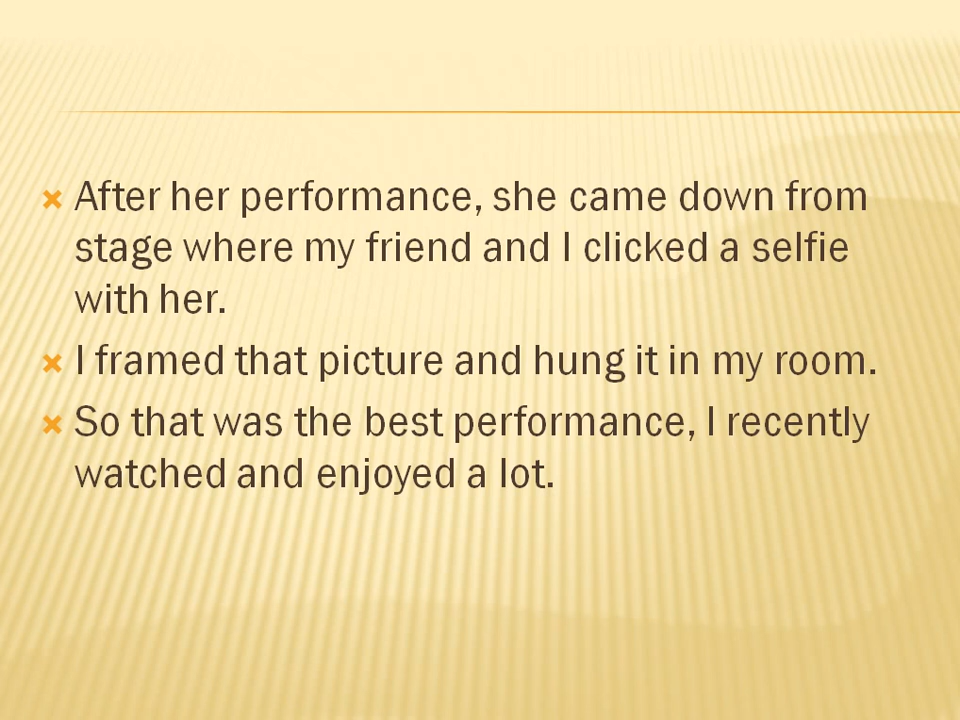 After her performance, she came down from
stage where my friend and I clicked a selfie
with her.
I framed that picture and hung it in my room.
So that was the best performance, I recently
watched and enjoyed a lot.